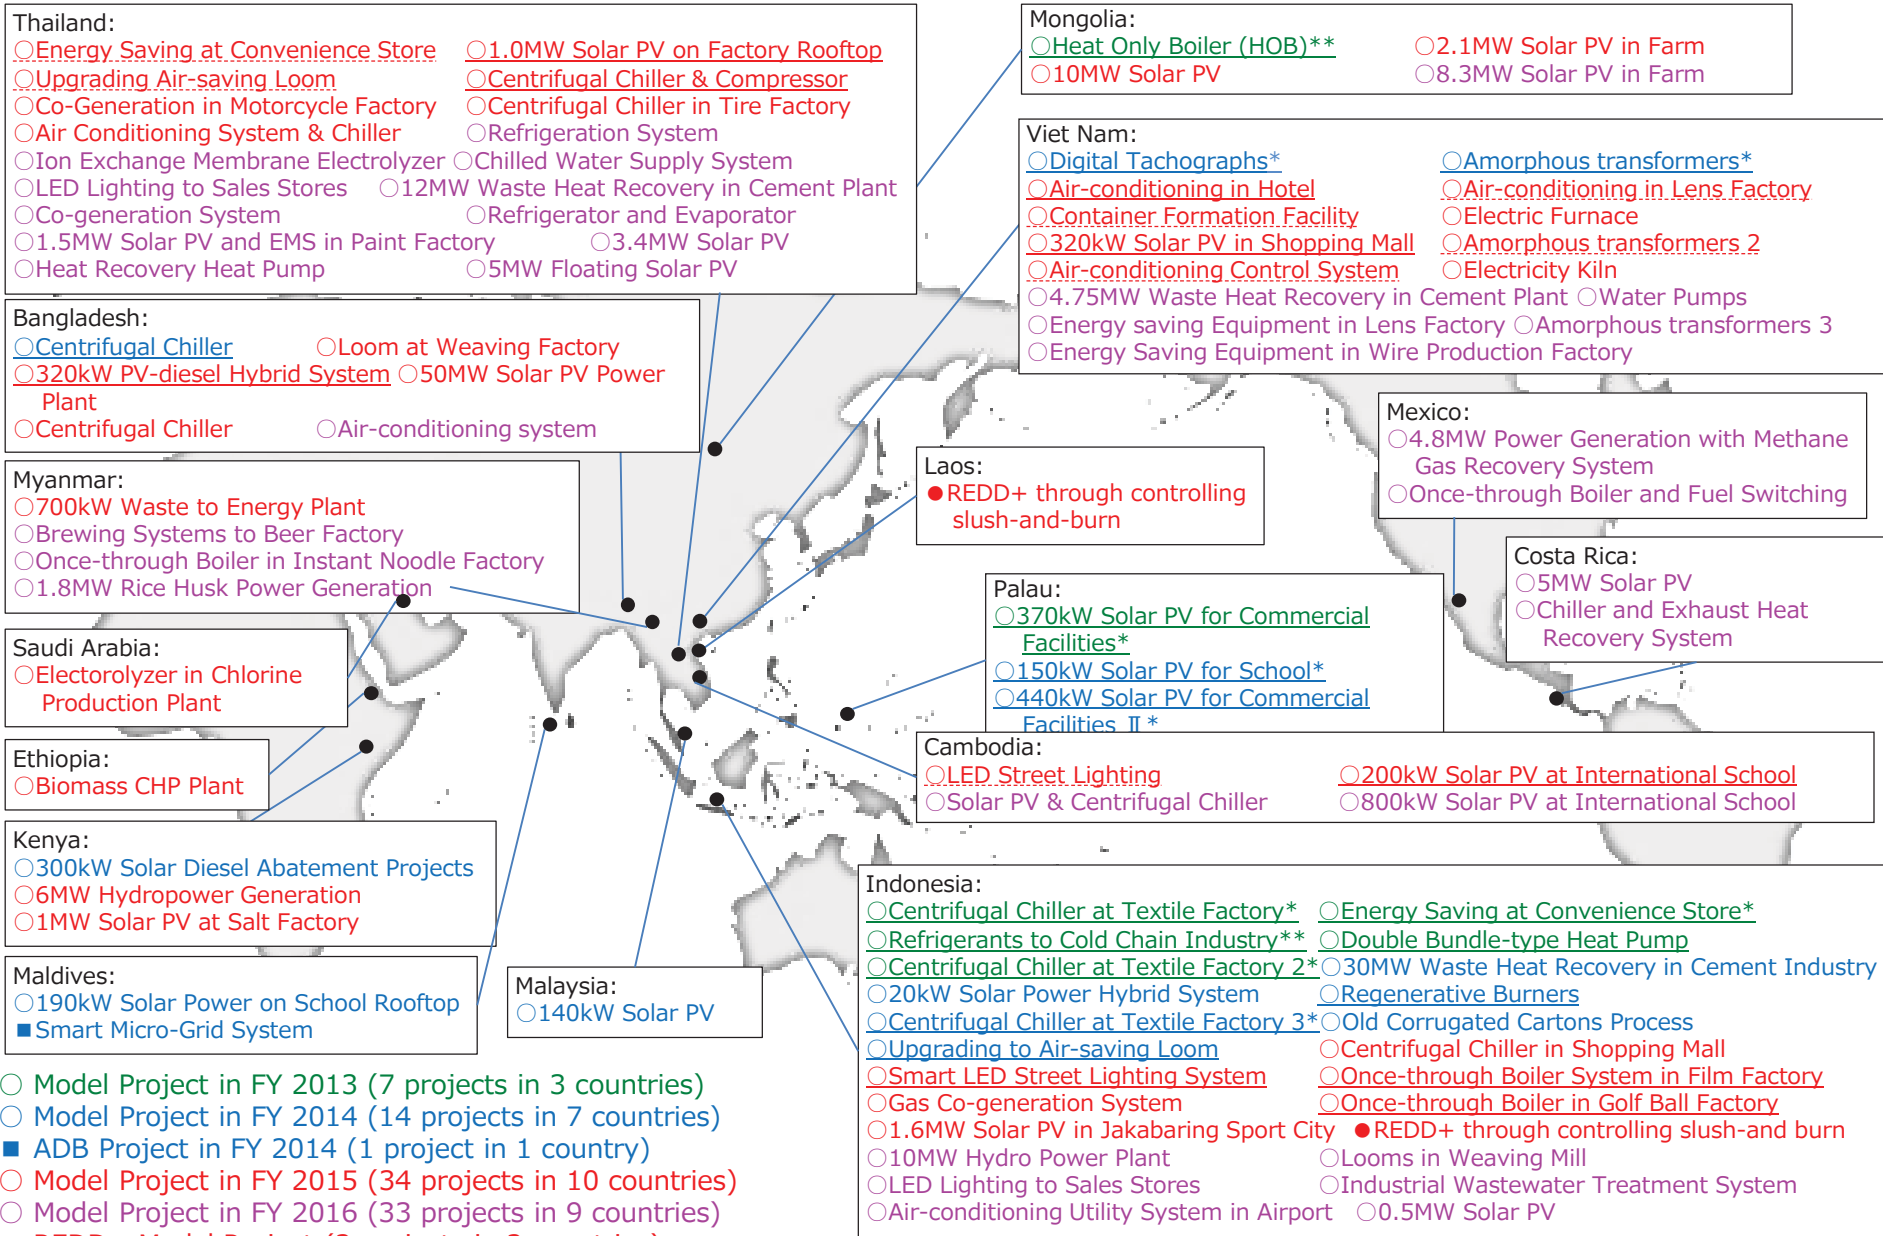 Thailand:
○Energy Saving at Convenience Store ○1.0MW Solar PV on Factory Rooftop
○Upgrading Air-saving Loom ○Centrifugal Chiller & Compressor
○Co-Generation in Motorcycle Factory ○Centrifugal Chiller in Tire Factory
○Air Conditioning System & Chiller ○Refrigeration System
○Ion Exchange Membrane Electrolyzer ○Chilled Water Supply System
○LED Lighting to Sales Stores ○12MW Waste Heat Recovery in Cement Plant
○Co-generation System ○Refrigerator and Evaporator
○1.5MW Solar PV and EMS in Paint Factory ○3.4MW Solar PV
○Heat Recovery Heat Pump ○5MW Floating Solar PV
Mongolia:
○Heat Only Boiler (HOB)** ○2.1MW Solar PV in Farm
○10MW Solar PV ○8.3MW Solar PV in Farm
Viet Nam:
○Digital Tachographs* ○Amorphous transformers*
○Air-conditioning in Hotel ○Air-conditioning in Lens Factory
○Container Formation Facility ○Electric Furnace
○320kW Solar PV in Shopping Mall ○Amorphous transformers 2
○Air-conditioning Control System ○Electricity Kiln
○4.75MW Waste Heat Recovery in Cement Plant ○Water Pumps
○Energy saving Equipment in Lens Factory ○Amorphous transformers 3
○Energy Saving Equipment in Wire Production Factory
Bangladesh:
○Centrifugal Chiller ○Loom at Weaving Factory
○320kW PV-diesel Hybrid System ○50MW Solar PV Power
Plant
○Centrifugal Chiller ○Air-conditioning system
Mexico:
○4.8MW Power Generation with Methane
Gas Recovery System
○Once-through Boiler and Fuel Switching
Myanmar:
○700kW Waste to Energy Plant
○Brewing Systems to Beer Factory
○Once-through Boiler in Instant Noodle Factory
○1.8MW Rice Husk Power Generation
Laos:
●REDD+ through controlling
slush-and-burn
Costa Rica:
○5MW Solar PV
○Chiller and Exhaust Heat
Recovery System
Palau:
○370kW Solar PV for Commercial
Facilities*
○150kW Solar PV for School*
○440kW Solar PV for Commercial
Facilities Ⅱ*
Saudi Arabia:
○Electorolyzer in Chlorine
Production Plant
Ethiopia:
○Biomass CHP Plant
Cambodia:
○LED Street Lighting ○200kW Solar PV at International School
○Solar PV & Centrifugal Chiller ○800kW Solar PV at International School
Kenya:
○300kW Solar Diesel Abatement Projects
○6MW Hydropower Generation
○1MW Solar PV at Salt Factory
Maldives:
○190kW Solar Power on School Rooftop
■Smart Micro-Grid System
Malaysia:
○140kW Solar PV
Indonesia:
○Centrifugal Chiller at Textile Factory* ○Energy Saving at Convenience Store*
○Refrigerants to Cold Chain Industry** ○Double Bundle-type Heat Pump
○Centrifugal Chiller at Textile Factory 2* ○30MW Waste Heat Recovery in Cement Industry
○20kW Solar Power Hybrid System ○Regenerative Burners
○Centrifugal Chiller at Textile Factory 3* ○Old Corrugated Cartons Process
○Upgrading to Air-saving Loom ○Centrifugal Chiller in Shopping Mall
○Smart LED Street Lighting System ○Once-through Boiler System in Film Factory
○Gas Co-generation System ○Once-through Boiler in Golf Ball Factory
○1.6MW Solar PV in Jakabaring Sport City ●REDD+ through controlling slush-and burn
○10MW Hydro Power Plant ○Looms in Weaving Mill
○LED Lighting to Sales Stores ○Industrial Wastewater Treatment System
○Air-conditioning Utility System in Airport ○0.5MW Solar PV
○ Model Project in FY 2013 (7 projects in 3 countries)
○ Model Project in FY 2014 (14 projects in 7 countries)
■ ADB Project in FY 2014 (1 project in 1 country)
○ Model Project in FY 2015 (34 projects in 10 countries)
○ Model Project in FY 2016 (33 projects in 9 countries)